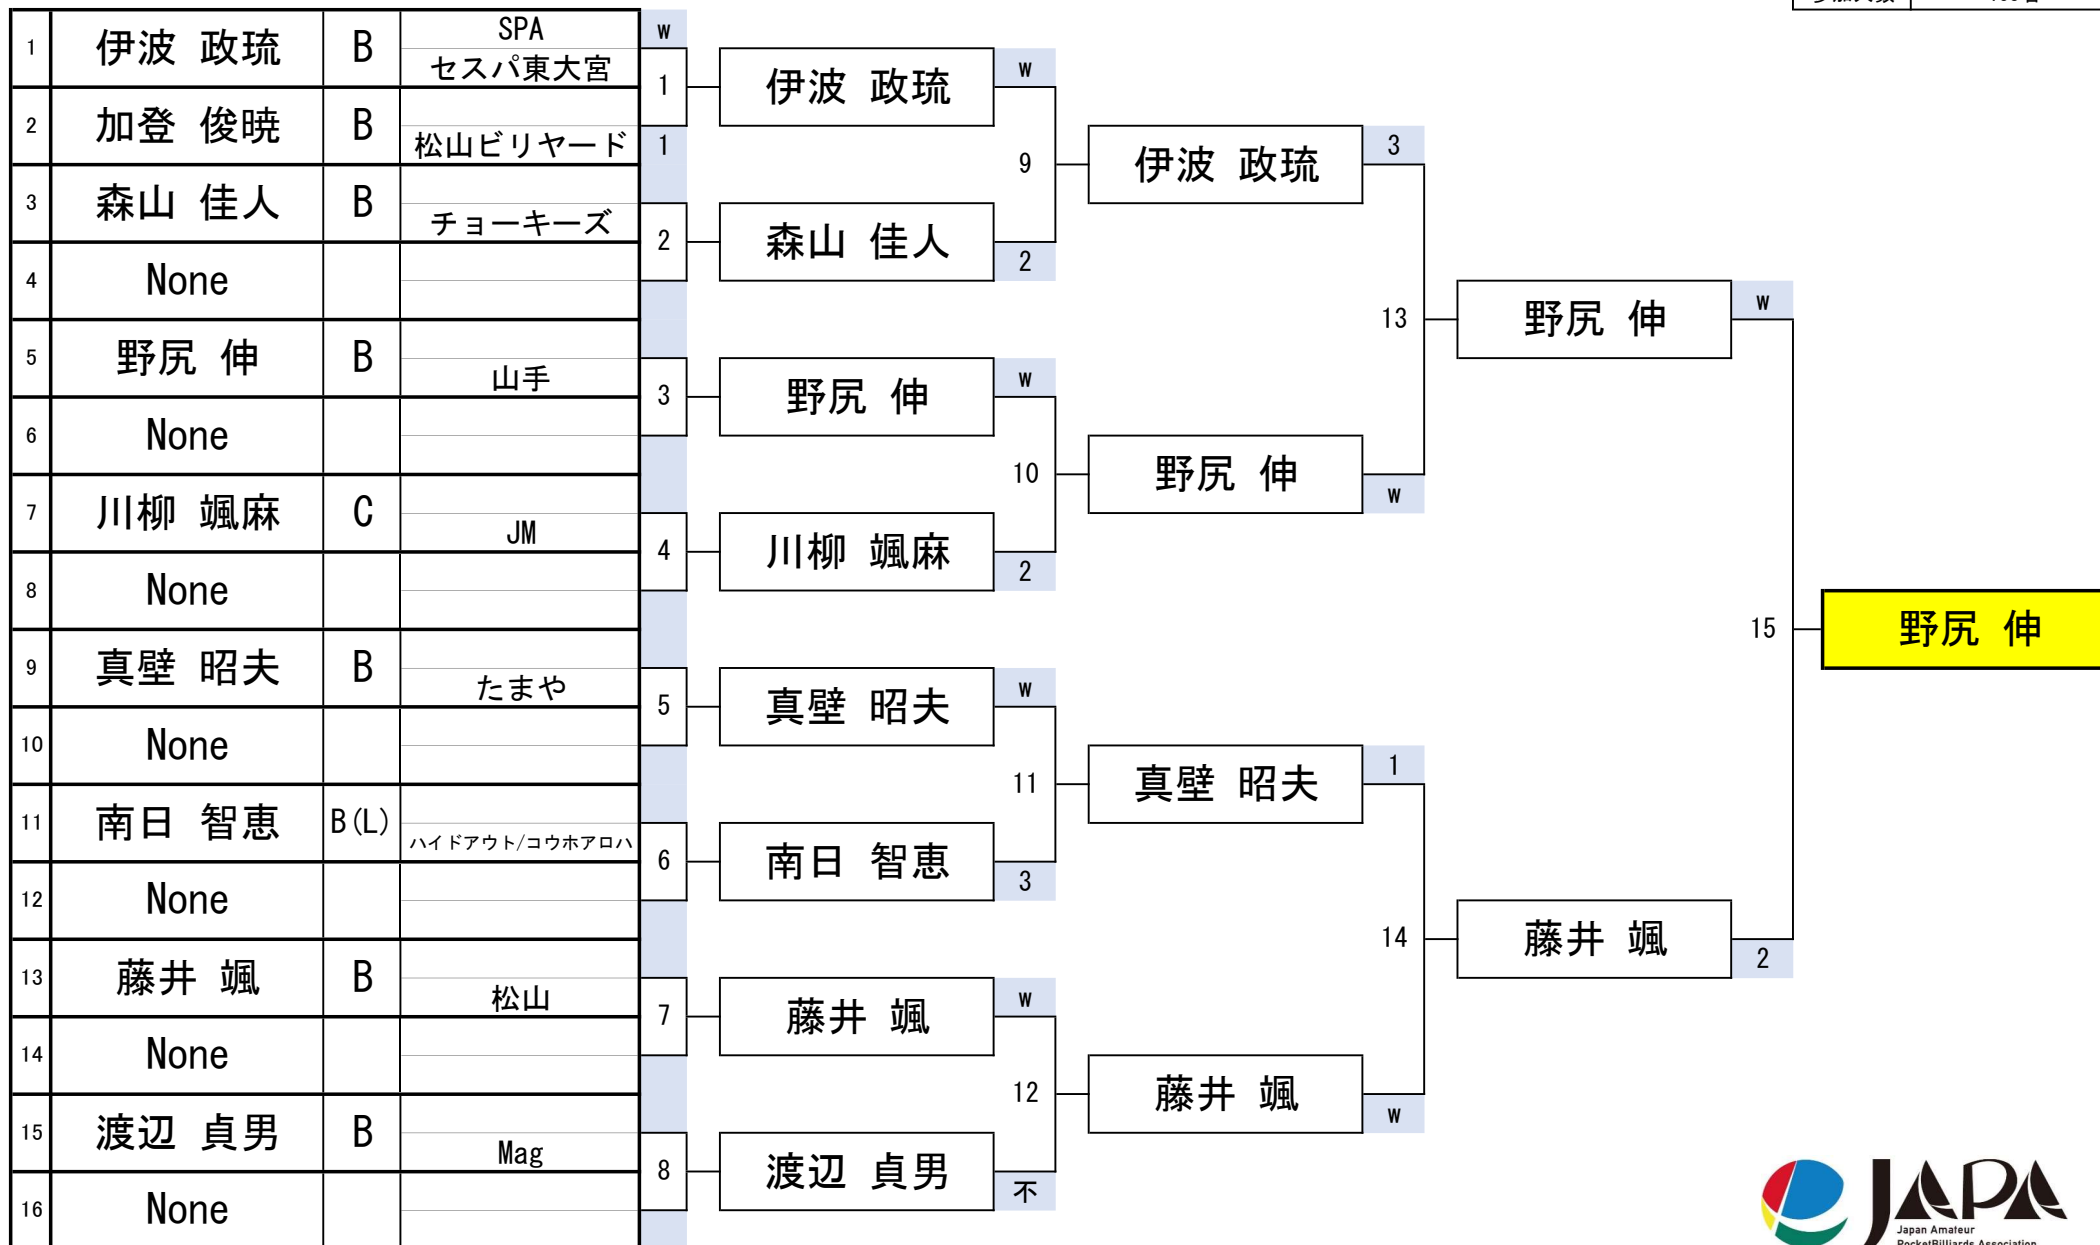 1 伊波 政琉 B SPA セスパ東大宮
2 加登 俊暁 B 松山ビリヤード
3 森山 佳人 B チョーキーズ
4 None
5 野尻 伸 B 山手
6 None
7 川柳 颯麻 C JM
8 None
9 真壁 昭夫 B たまや
10 None
11 南日 智恵 B(L) ハイドアウト/コウホアロハ
12 None
13 藤井 颯 B 松山
14 None
15 渡辺 貞男 B Mag
16 None
W
1
1
2
3
4
5
6
7
8
伊波 政琉 W
9
森山 佳人 2
野尻 伸 W
10
川柳 颯麻 2
真壁 昭夫 W
11
南日 智恵 3
藤井 颯 W
12
渡辺 貞男 不
伊波 政琉 3
13
野尻 伸 W
真壁 昭夫 1
14
藤井 颯 W
野尻 伸 W
15
藤井 颯 2
野尻 伸
JAPA
Japan Amateur
PocketBilliards Association